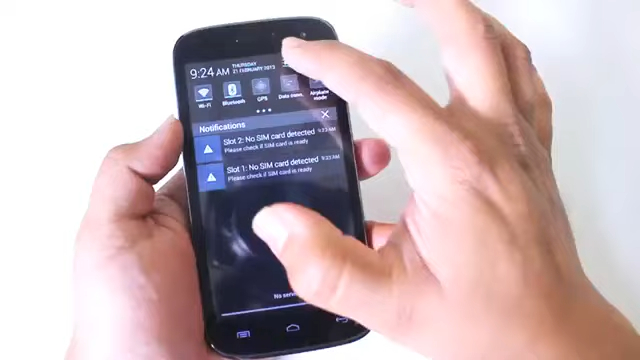 9:24 AM
THURSDAY
21 FEBRUARY 2013
Wi-Fi
Bluetooth
GPS
Data
Airplane
mode
Notifications
Slot 2: No SIM card detected 9:23 AM
Please check if SIM card is ready
Slot 1: No SIM card detected 9:23 AM
Please check if SIM card is ready
No